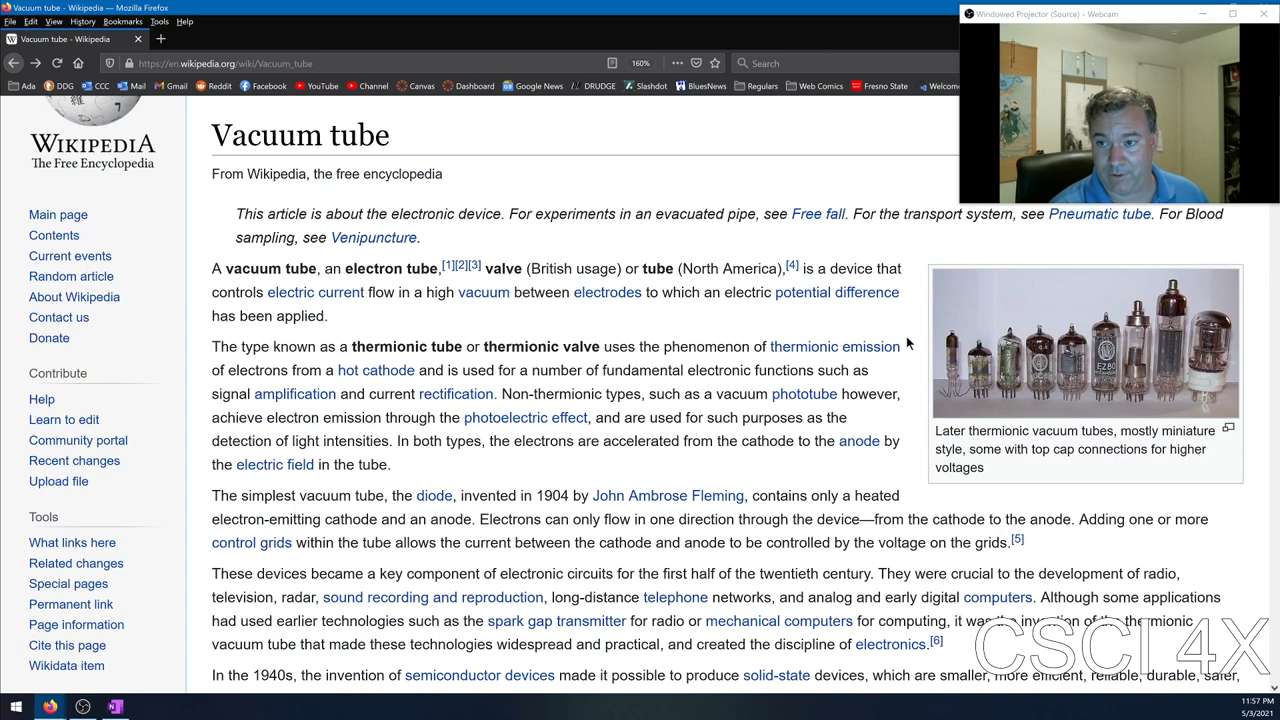 Vacuum tube - Wikipedia — Mozilla Firefox
File Edit View History Bookmarks Tools Help
Windowed Projector (Source) - Webcam
W Vacuum tube - Wikipedia
https://en.wikipedia.org/wiki/Vacuum_tube 160% Search
Ada DDG CCC Mail Gmail Reddit Facebook YouTube Channel Canvas Dashboard Google News DRUDGE Slashdot BluesNews Regulars Web Comics Fresno State Welcome
WIKIPEDIA
The Free Encyclopedia
Main page
Contents
Current events
Random article
About Wikipedia
Contact us
Donate
Contribute
Help
Learn to edit
Community portal
Recent changes
Upload file
Tools
What links here
Related changes
Special pages
Permanent link
Page information
Cite this page
Wikidata item
Vacuum tube
From Wikipedia, the free encyclopedia
This article is about the electronic device. For experiments in an evacuated pipe, see Free fall. For the transport system, see Pneumatic tube. For Blood
sampling, see Venipuncture.
A vacuum tube, an electron tube,[1][2][3] valve (British usage) or tube (North America),[4] is a device that
controls electric current flow in a high vacuum between electrodes to which an electric potential difference
has been applied.
The type known as a thermionic tube or thermionic valve uses the phenomenon of thermionic emission
of electrons from a hot cathode and is used for a number of fundamental electronic functions such as
signal amplification and current rectification. Non-thermionic types, such as a vacuum phototube however,
achieve electron emission through the photoelectric effect, and are used for such purposes as the
detection of light intensities. In both types, the electrons are accelerated from the cathode to the anode by
the electric field in the tube.
Later thermionic vacuum tubes, mostly miniature
style, some with top cap connections for higher
voltages
The simplest vacuum tube, the diode, invented in 1904 by John Ambrose Fleming, contains only a heated
electron-emitting cathode and an anode. Electrons can only flow in one direction through the device—from the cathode to the anode. Adding one or more
control grids within the tube allows the current between the cathode and anode to be controlled by the voltage on the grids.[5]
These devices became a key component of electronic circuits for the first half of the twentieth century. They were crucial to the development of radio,
television, radar, sound recording and reproduction, long-distance telephone networks, and analog and early digital computers. Although some applications
had used earlier technologies such as the spark gap transmitter for radio or mechanical computers for computing, it was the invention of the thermionic
vacuum tube that made these technologies widespread and practical, and created the discipline of electronics.[6]
In the 1940s, the invention of semiconductor devices made it possible to produce solid-state devices, which are smaller, more efficient, reliable, durable, safer,
CSCI 4X
11:57 PM
5/3/2021